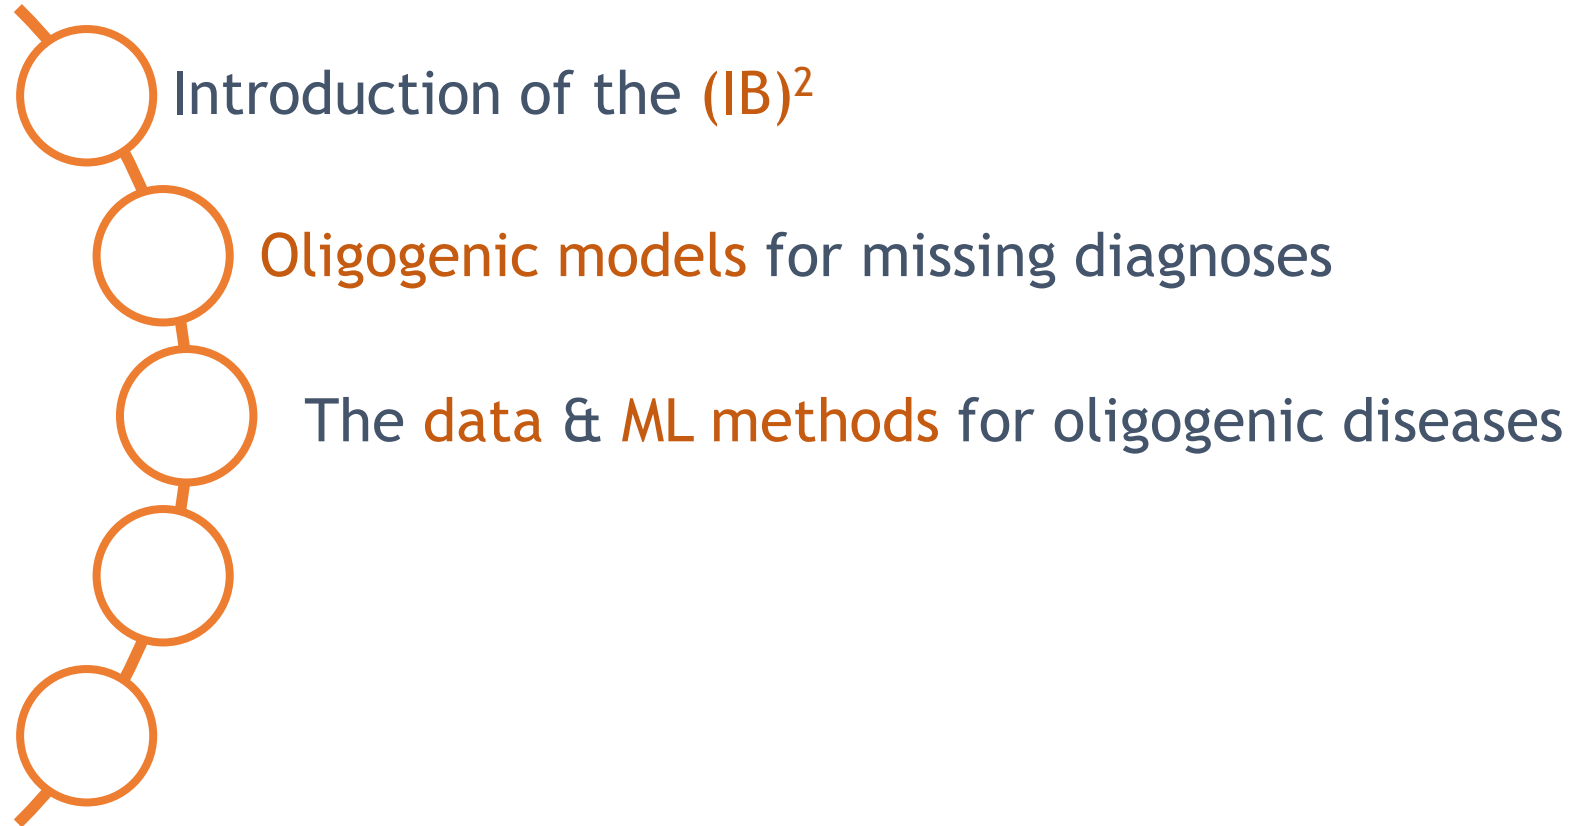 Introduction of the (IB)²
Oligogenic models for missing diagnoses
The data & ML methods for oligogenic diseases